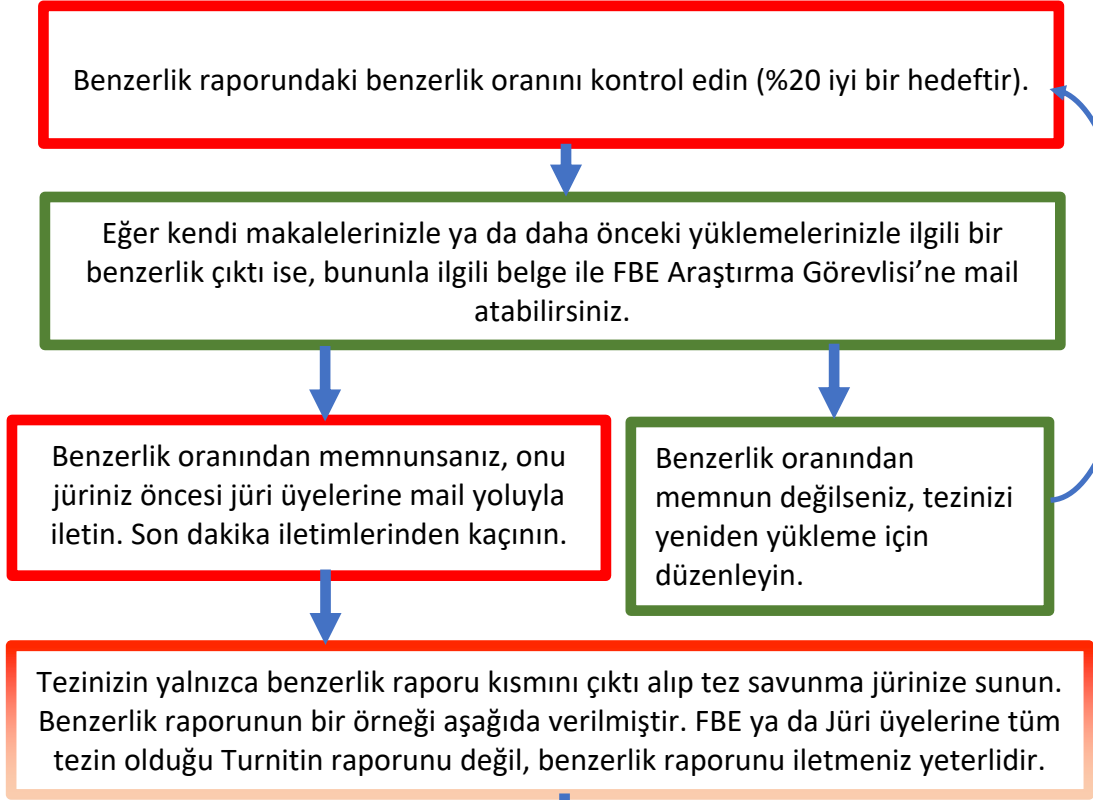 Benzerlik raporundaki benzerlik oranını kontrol edin (%20 iyi bir hedeftir).
Eğer kendi makalelerinizle ya da daha önceki yüklemelerinizle ilgili bir
benzerlik çıktı ise, bununla ilgili belge ile FBE Araştırma Görevlisi’ne mail
atabilirsiniz.
Benzerlik oranından memnunsanız, onu
jüriniz öncesi jüri üyelerine mail yoluyla
iletin. Son dakika iletimlerinden kaçının.
Benzerlik oranından
memnun değilseniz, tezinizi
yeniden yükleme için
düzenleyin.
Tezinizin yalnızca benzerlik raporu kısmını çıktı alıp tez savunma jürinize sunun.
Benzerlik raporunun bir örneği aşağıda verilmiştir. FBE ya da Jüri üyelerine tüm
tezin olduğu Turnitin raporunu değil, benzerlik raporunu iletmeniz yeterlidir.